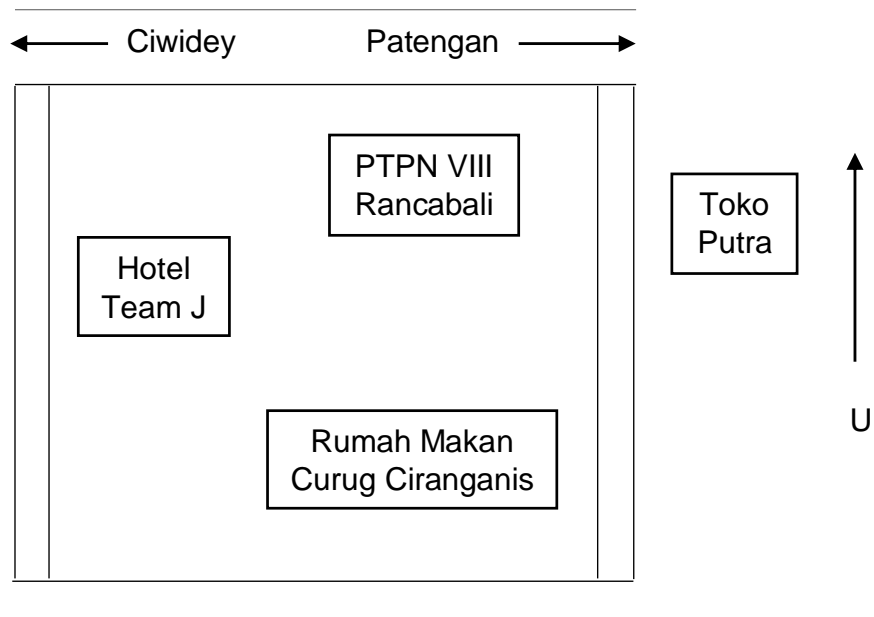 Ciwidey
Patengan
PTPN VIII
Rancabali
Toko
Putra
Hotel
Team J
U
Rumah Makan
Curug Ciranganis